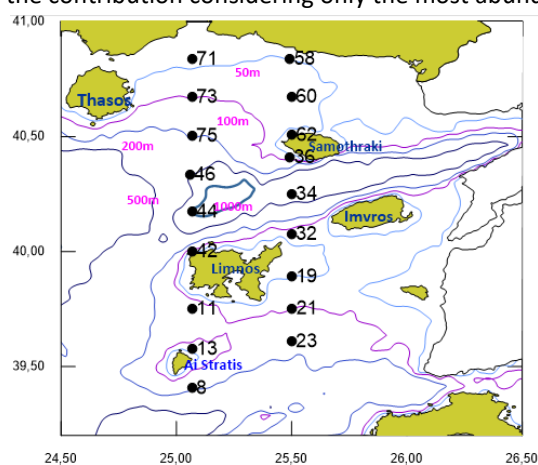 the contribution considering only the most abund
41,00
71
58
50m
Thasos
73
60
100m
40,50
75
62
200m
Samothraki
36
46
500m
34
1000m
44
Imvros
32
40,00
42
Limnos
19
11
21
23
13
39,50
Ai Stratis
8
24,50 25,00 25,50 26,00 26,50